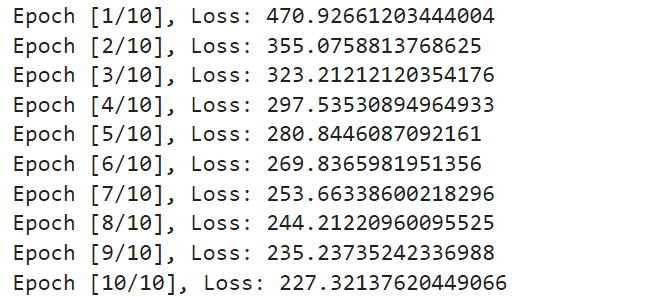 Epoch [1/10], Loss: 470.92661203444004
Epoch [2/10], Loss: 355.0758813768625
Epoch [3/10], Loss: 323.21212120354176
Epoch [4/10], Loss: 297.53530894964933
Epoch [5/10], Loss: 280.8446087092161
Epoch [6/10], Loss: 269.8365981951356
Epoch [7/10], Loss: 253.66338600218296
Epoch [8/10], Loss: 244.21220960095525
Epoch [9/10], Loss: 235.23735242336988
Epoch [10/10], Loss: 227.32137620449066